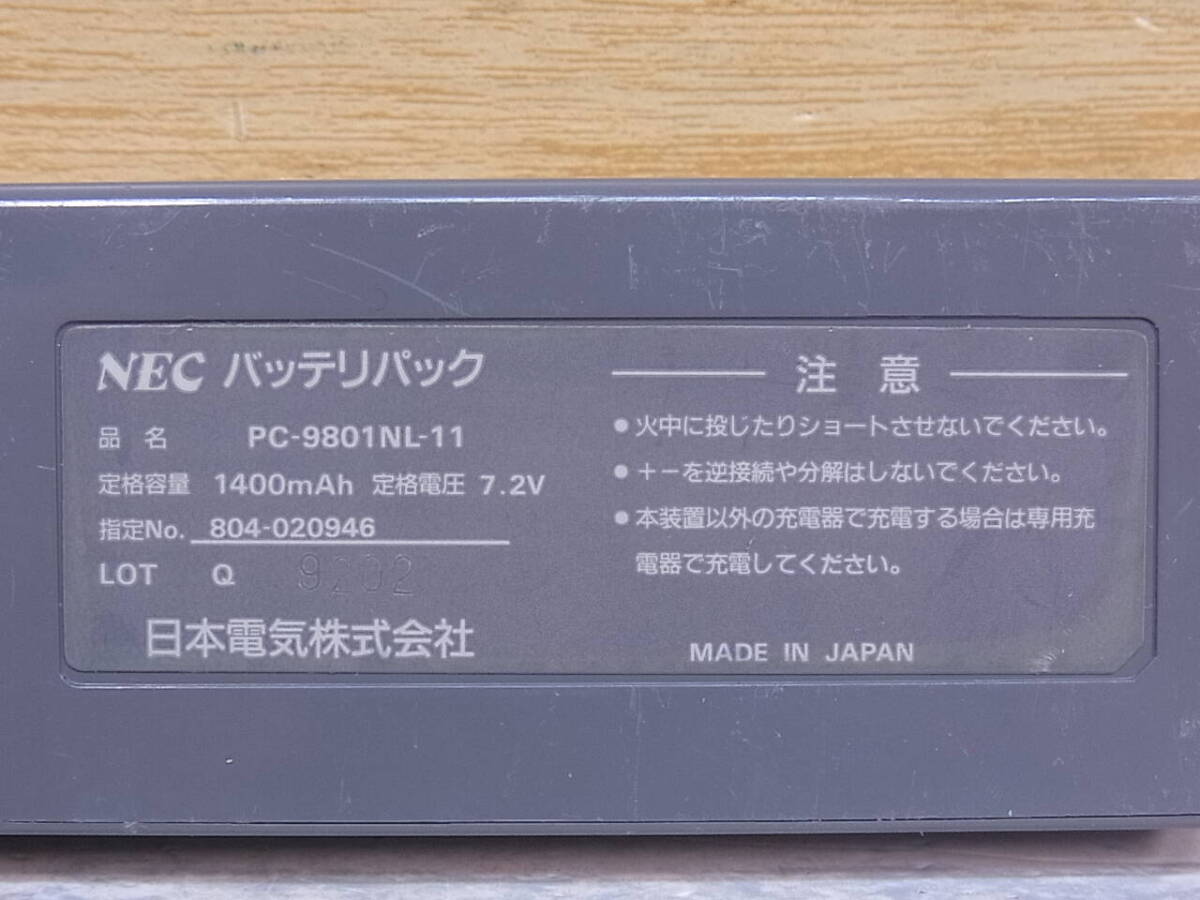 NEC バッテリパック
品 名 PC-9801NL-11
定格容量 1400mAh 定格電圧 7.2V
指定No. 804-020946
LOT Q 9202
日本電気株式会社
注 意
●火中に投じたりショートさせないでください。
●+−を逆接続や分解はしないでください。
●本装置以外の充電器で充電する場合は専用充
電器で充電してください。
MADE IN JAPAN